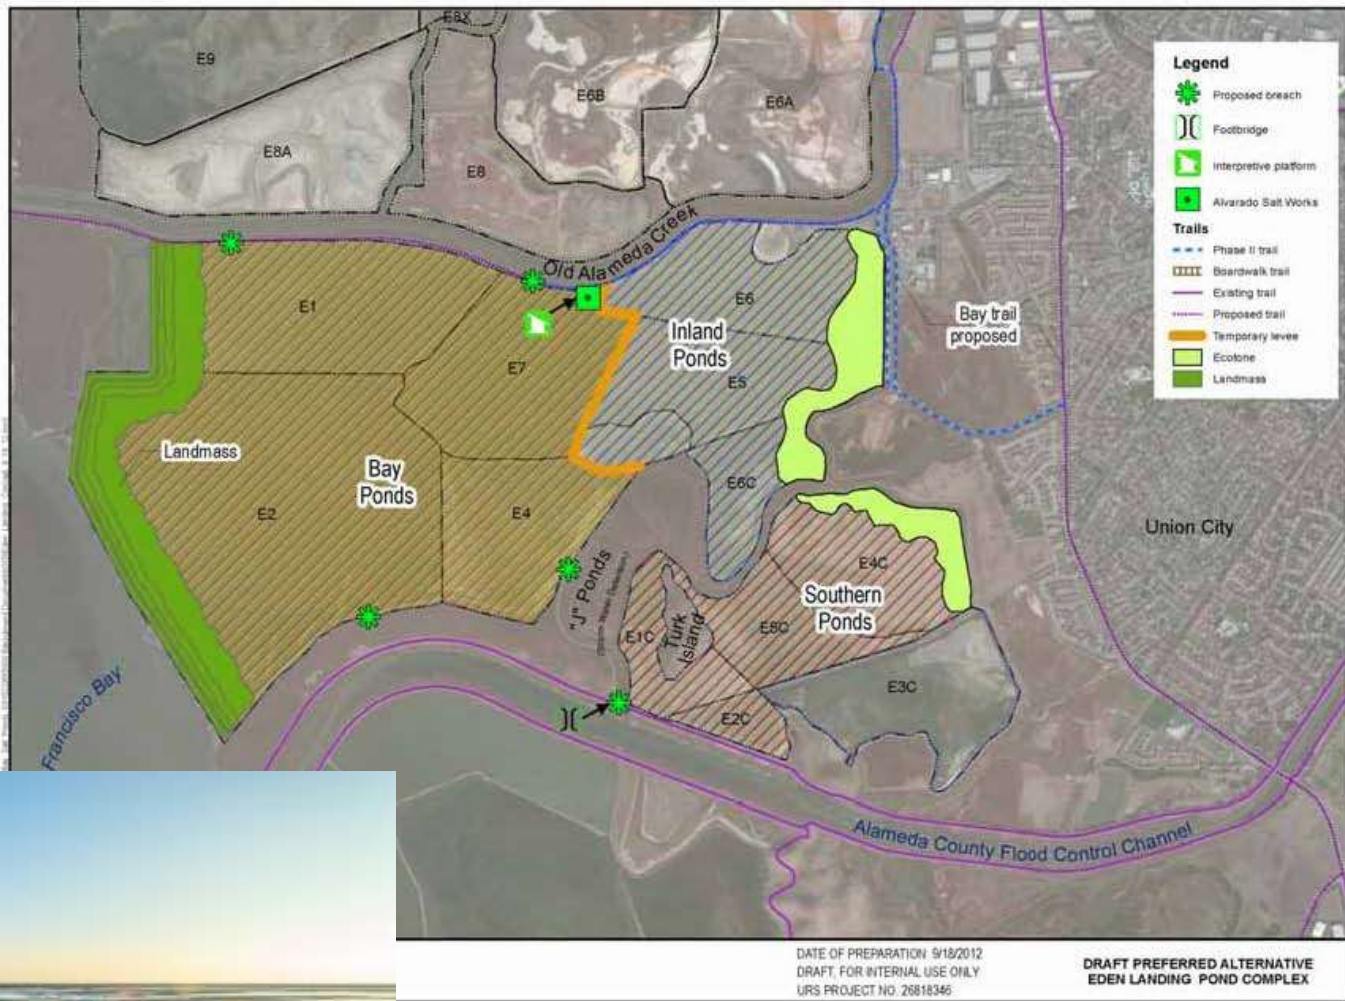 E8X
E9
E6B
E6A
E8A
E8
Legend
Proposed breach
Footbridge
Interpretive platform
Alvarado Salt Works
Trails
Phase II trail
Boardwalk trail
Existing trail
Proposed trail
Temporary levee
Ecotone
Landmass
Old Alameda Creek
E1
E6
Inland
Ponds
Bay trail
proposed
E7
E5
Landmass
Bay
Ponds
E6C
E2
E4
Union City
"J" Ponds
E4C
Southern
Ponds
E1C
Turk
Island
E5C
E3C
E2C
Francisco Bay
Alameda County Flood Control Channel
DATE OF PREPARATION 9/18/2012
DRAFT, FOR INTERNAL USE ONLY
URS PROJECT NO. 26818346
DRAFT PREFERRED ALTERNATIVE
EDEN LANDING POND COMPLEX